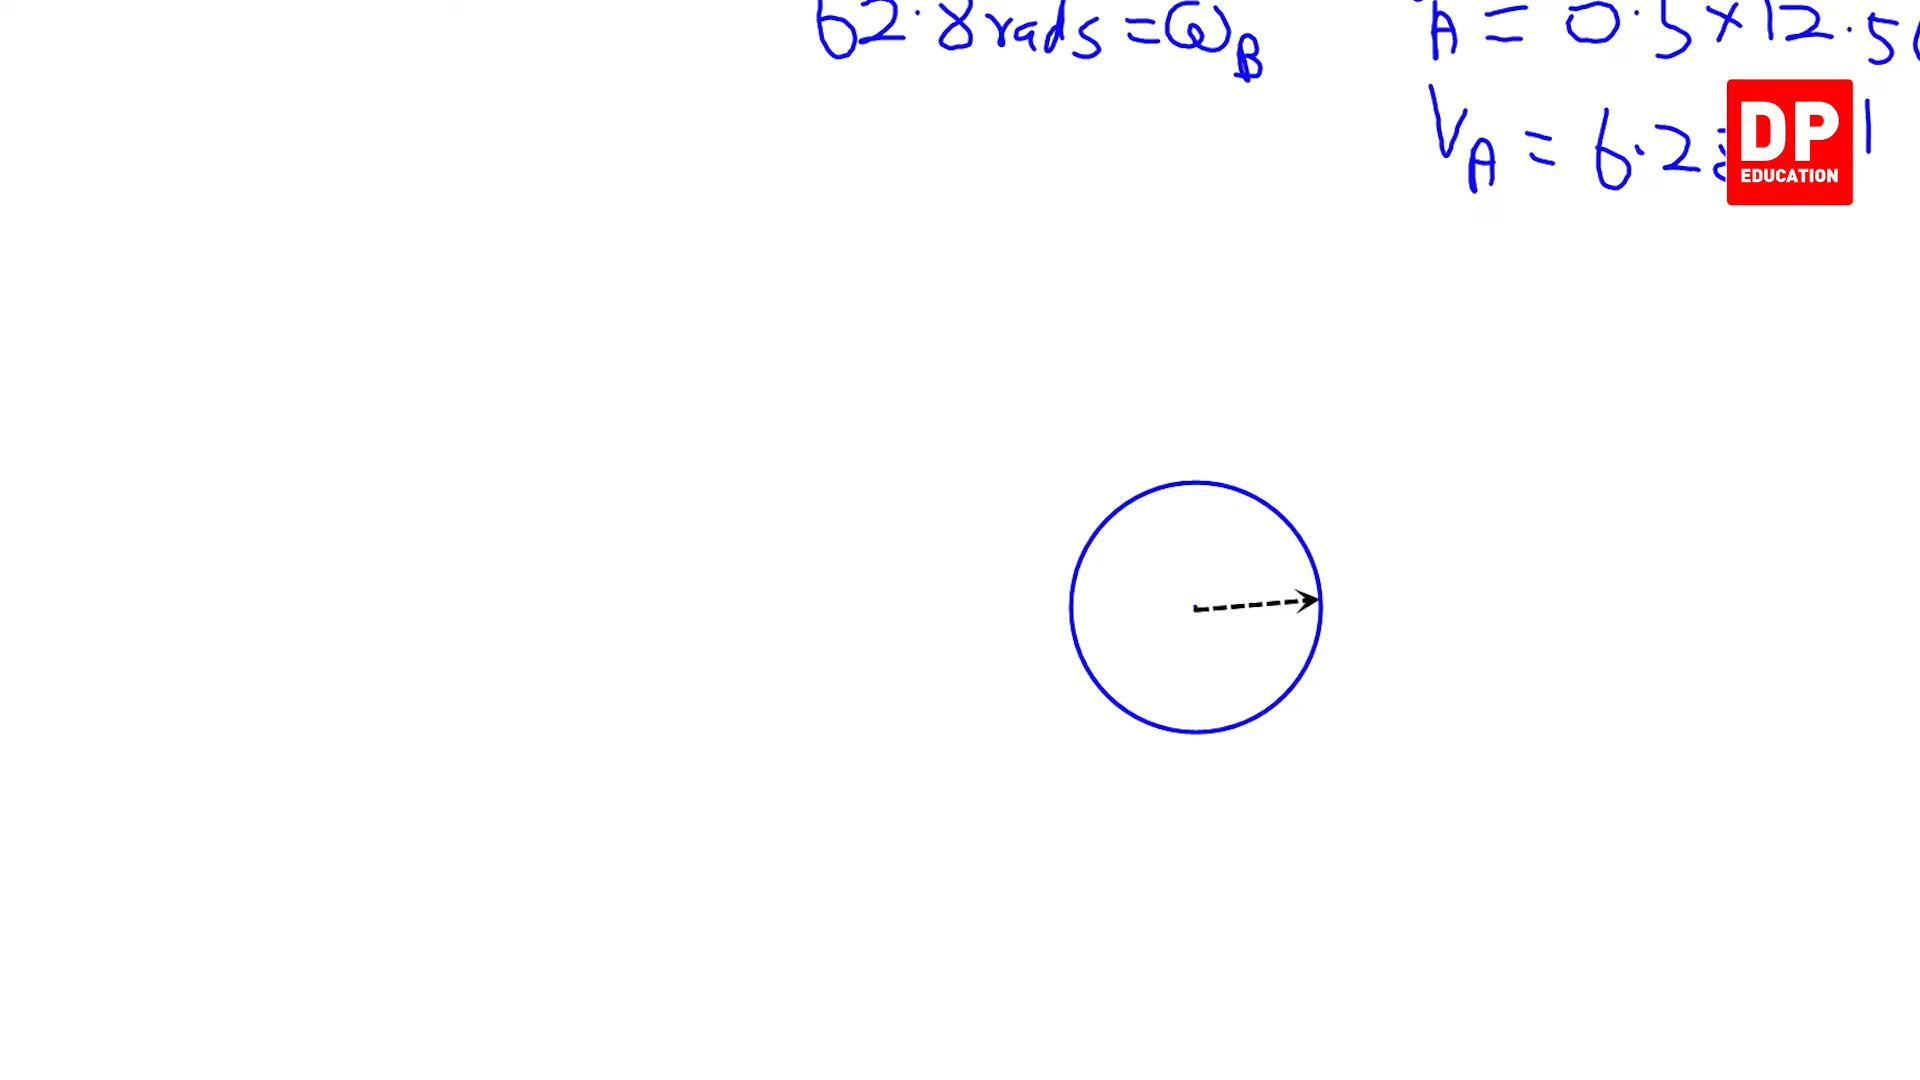 62.8 rads = ω_B
A = 0.5 × 12.5
V_A = 6.2
DP
EDUCATION